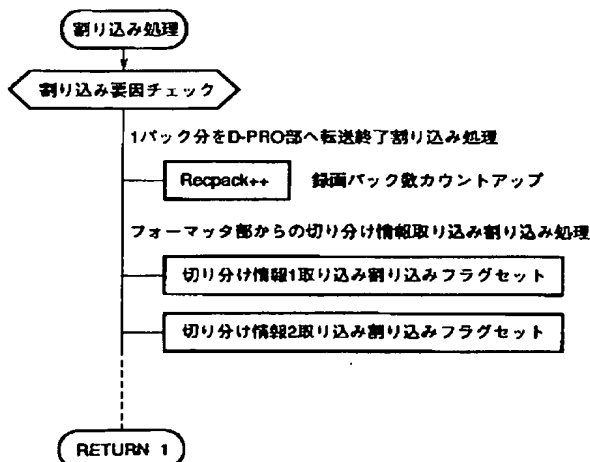 割り込み処理
割り込み要因チェック
1パック分をD-PRO部へ転送終了割り込み処理
Recpack++ 録画パック数カウントアップ
フォーマッタ部からの切り分け情報取り込み割り込み処理
切り分け情報1取り込み割り込みフラグセット
切り分け情報2取り込み割り込みフラグセット
RETURN 1